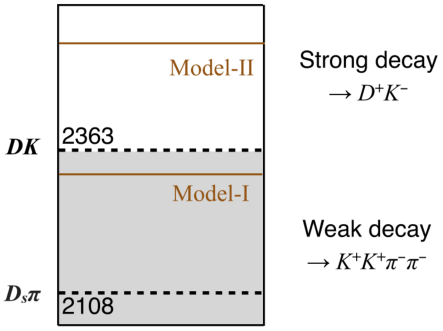 Model-II
Strong decay
→ D⁺K⁻
2363
DK
Model-I
Weak decay
→ K⁺K⁺π⁻π⁻
Dₛπ
2108